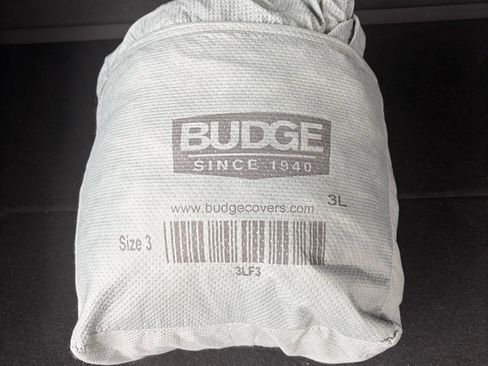 BUDGE
SINCE 1940
3L
www.budgecovers.com
Size 3
3LF3